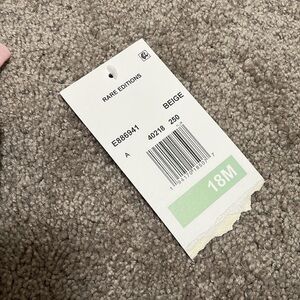 RARE EDITIONS
BEIGE
E886941
A 40218 250
18M